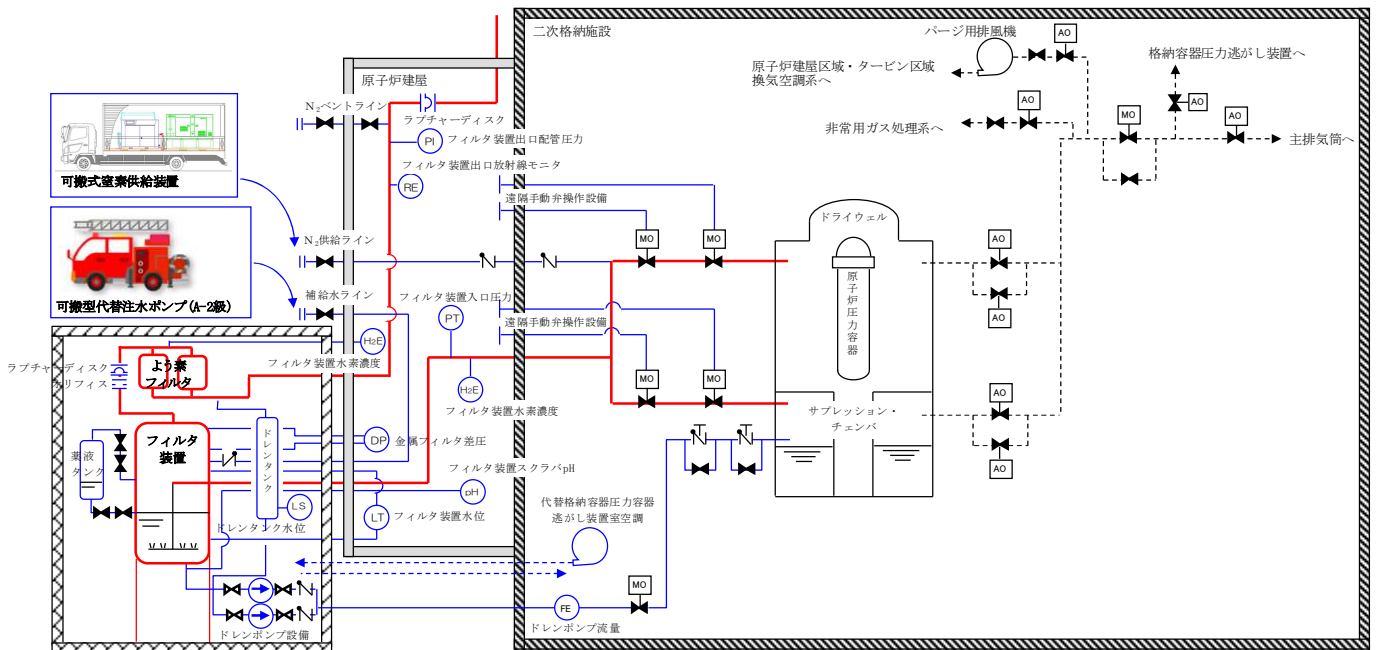 二次格納施設
パージ用排風機
AO
格納容器圧力逃がし装置へ
原子炉建屋区域・タービン区域
換気空調系へ
AO
AO
MO
AO
非常用ガス処理系へ
主排気筒へ
原子炉建屋
N₂ベントライン
ラプチャーディスク
PI
フィルタ装置出口配管圧力
フィルタ装置出口放射線モニタ
RE
遠隔手動弁操作設備
可搬式窒素供給装置
MO
MO
ドライウェル
原子炉圧力容器
AO
AO
N₂供給ライン
可搬型代替注水ポンプ(A-2級)
補給水ライン
フィルタ装置入口圧力
PT
遠隔手動弁操作設備
H2E
フィルタ装置水素濃度
ラプチャーディスク
オリフィス
よう素
フィルタ
MO
MO
H2E
フィルタ装置水素濃度
サプレッション・
チェンバ
AO
AO
フィルタ
装置
薬液
タンク
ドレンタンク
DP
金属フィルタ差圧
フィルタ装置スクラバpH
pH
LS
ドレンタンク水位
LT
フィルタ装置水位
代替格納容器圧力容器
逃がし装置室空調
MO
FE
ドレンポンプ設備
ドレンポンプ流量